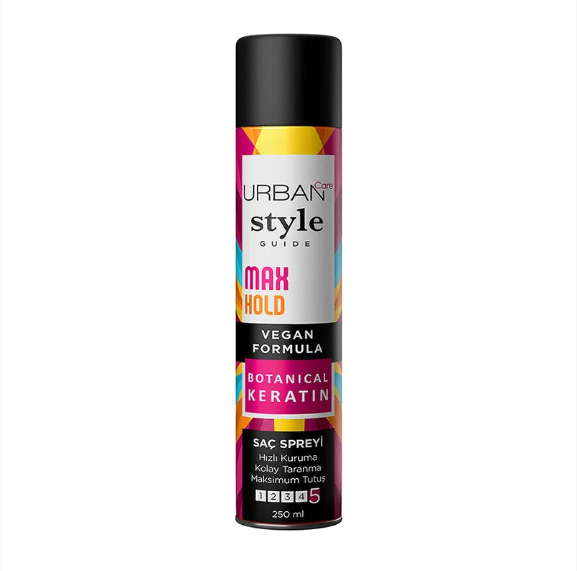 URBAN Care
style
GUIDE
MAX
HOLD
VEGAN
FORMULA
BOTANICAL
KERATIN
SAÇ SPREYİ
Hızlı Kuruma
Kolay Taranma
Maksimum Tutuş
1 2 3 4 5
250 ml